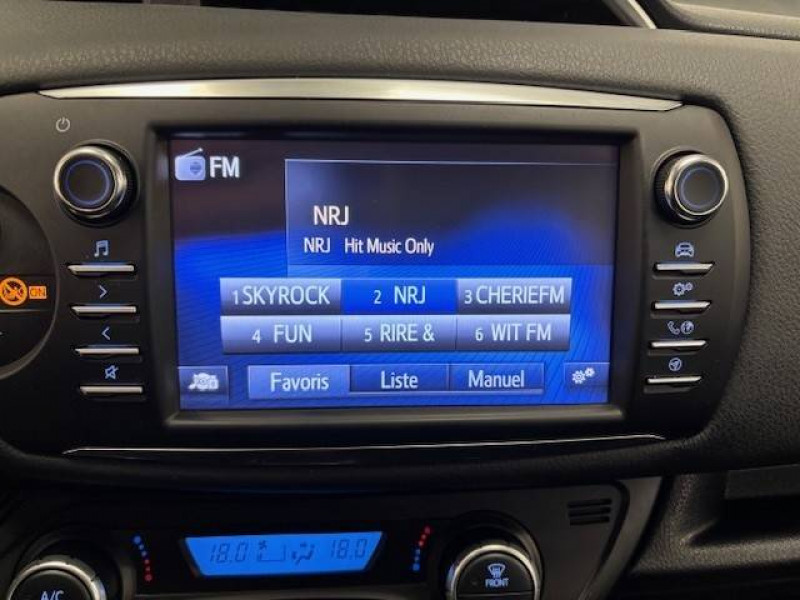 FM
NRJ
NRJ Hit Music Only
1 SKYROCK 2 NRJ 3 CHERIEFM
4 FUN 5 RIRE & 6 WIT FM
Favoris Liste Manuel
ON
18.0 18.0
A/C
FRONT